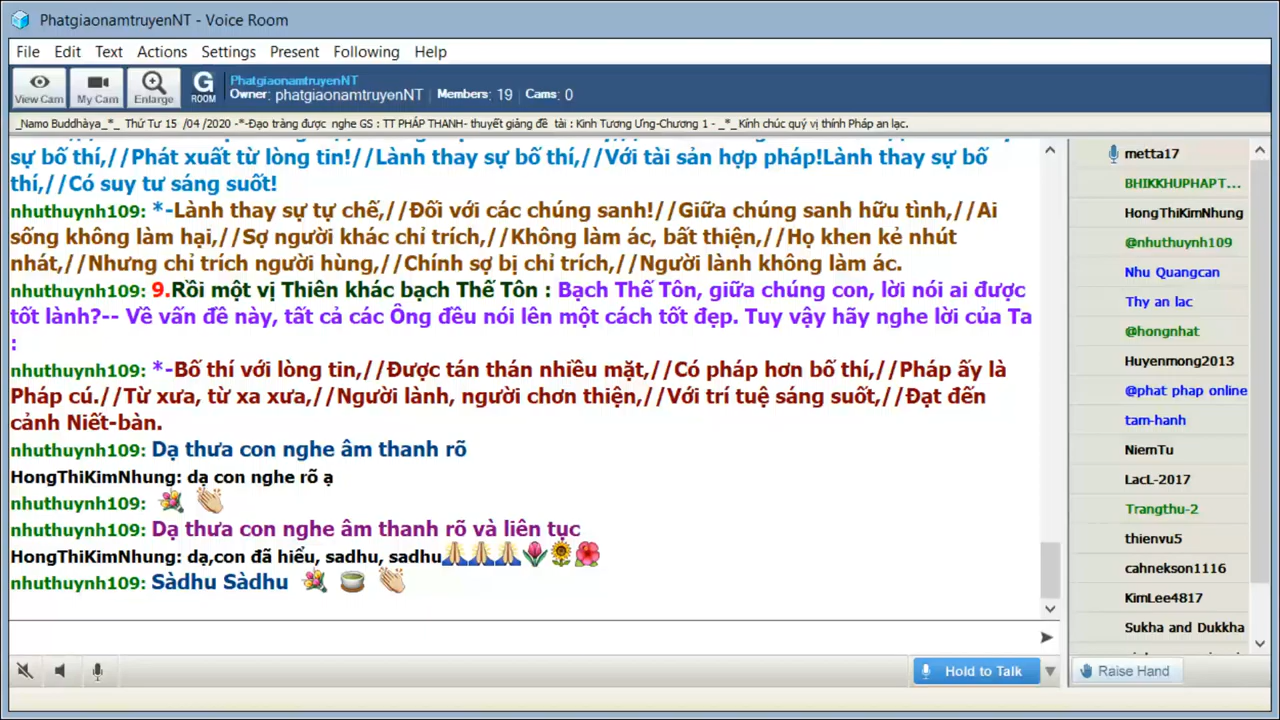 PhatgiaonamtruyenNT - Voice Room
File Edit Text Actions Settings Present Following Help
View Cam My Cam Enlarge G ROOM
PhatgiaonamtruyenNT
Owner: phatgiaonamtruyenNT Members: 19 Cams: 0
_Namo Buddhàya_*_ Thứ Tư 15 /04 /2020 -*-Đạo tràng được nghe GS : TT PHÁP THANH- thuyết giảng đề tài : Kinh Tương Ưng-Chương 1 - _*_ Kính chúc quý vị thính Pháp an lạc.
sự bố thí,//Phát xuất từ lòng tin!//Lành thay sự bố thí,//Với tài sản hợp pháp!Lành thay sự bố
thí,//Có suy tư sáng suốt!
nhuthuynh109: *-Lành thay sự tự chế,//Đối với các chúng sanh!//Giữa chúng sanh hữu tình,//Ai
sống không làm hại,//Sợ người khác chỉ trích,//Không làm ác, bất thiện,//Họ khen kẻ nhút
nhát,//Nhưng chỉ trích người hùng,//Chính sợ bị chỉ trích,//Người lành không làm ác.
nhuthuynh109: 9.Rồi một vị Thiên khác bạch Thế Tôn : Bạch Thế Tôn, giữa chúng con, lời nói ai được
tốt lành?-- Về vấn đề này, tất cả các Ông đều nói lên một cách tốt đẹp. Tuy vậy hãy nghe lời của Ta
:
nhuthuynh109: *-Bố thí với lòng tin,//Được tán thán nhiều mặt,//Có pháp hơn bố thí,//Pháp ấy là
Pháp cú.//Từ xưa, từ xa xưa,//Người lành, người chơn thiện,//Với trí tuệ sáng suốt,//Đạt đến
cảnh Niết-bàn.
nhuthuynh109: Dạ thưa con nghe âm thanh rõ
HongThiKimNhung: dạ con nghe rõ ạ
nhuthuynh109: 💐 👏
nhuthuynh109: Dạ thưa con nghe âm thanh rõ và liên tục
HongThiKimNhung: dạ,con đã hiểu, sadhu, sadhu🙏🙏🙏🌷🌻🌺
nhuthuynh109: Sàdhu Sàdhu 💐 🍵 👏
Hold to Talk
metta17
BHIKKHUPHAPT...
HongThiKimNhung
@nhuthuynh109
Nhu Quangcan
Thy an lac
@hongnhat
Huyenmong2013
@phat phap online
tam-hanh
NiemTu
LacL-2017
Trangthu-2
thienvu5
cahnekson1116
KimLee4817
Sukha and Dukkha
Raise Hand